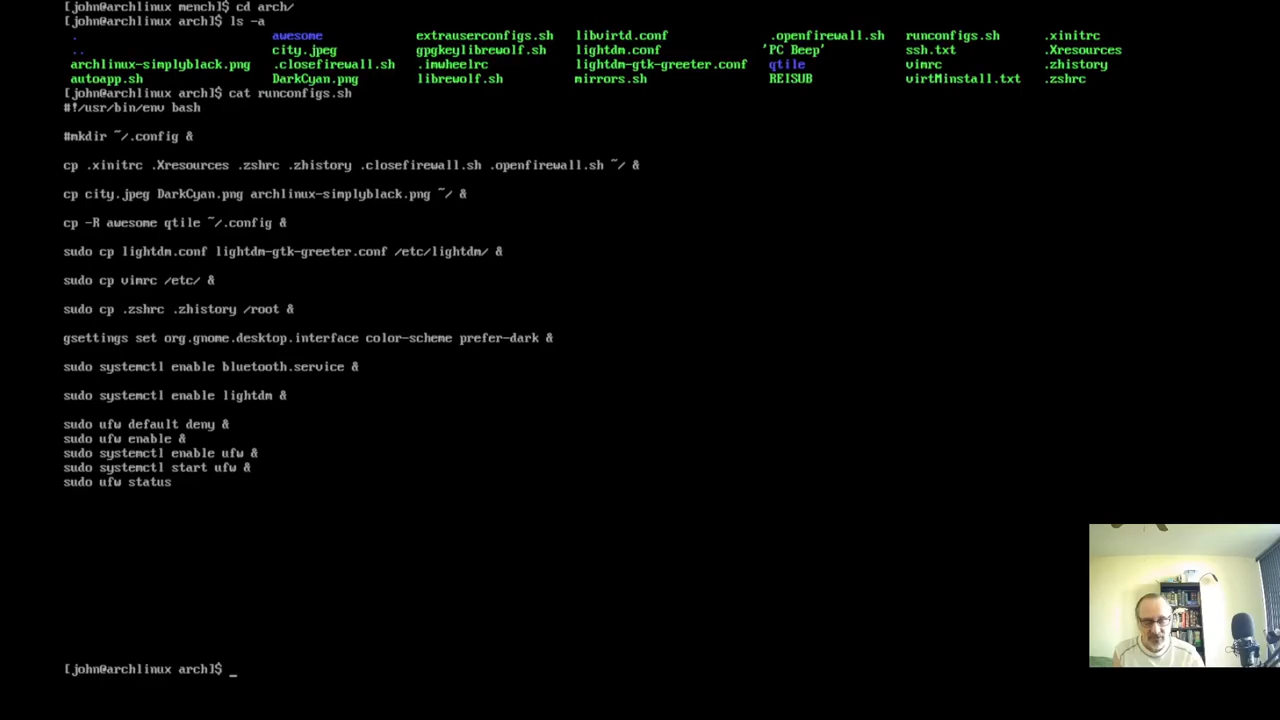 [john@archlinux mench]$ cd arch/
[john@archlinux arch]$ ls -a
. awesome extrauserconfigs.sh libvirtd.conf .openfirewall.sh runconfigs.sh .xinitrc
.. city.jpeg gpgkeylibrewolf.sh lightdm.conf 'PC Beep' ssh.txt .Xresources
archlinux-simplyblack.png .closefirewall.sh .imwheelrc lightdm-gtk-greeter.conf qtile vimrc .zhistory
autoapp.sh DarkCyan.png librewolf.sh mirrors.sh REISUB virtMinstall.txt .zshrc
[john@archlinux arch]$ cat runconfigs.sh
#!/usr/bin/env bash
#mkdir ~/.config &
cp .xinitrc .Xresources .zshrc .zhistory .closefirewall.sh .openfirewall.sh ~/ &
cp city.jpeg DarkCyan.png archlinux-simplyblack.png ~/ &
cp -R awesome qtile ~/.config &
sudo cp lightdm.conf lightdm-gtk-greeter.conf /etc/lightdm/ &
sudo cp vimrc /etc/ &
sudo cp .zshrc .zhistory /root &
gsettings set org.gnome.desktop.interface color-scheme prefer-dark &
sudo systemctl enable bluetooth.service &
sudo systemctl enable lightdm &
sudo ufw default deny &
sudo ufw enable &
sudo systemctl enable ufw &
sudo systemctl start ufw &
sudo ufw status
[john@archlinux arch]$ _